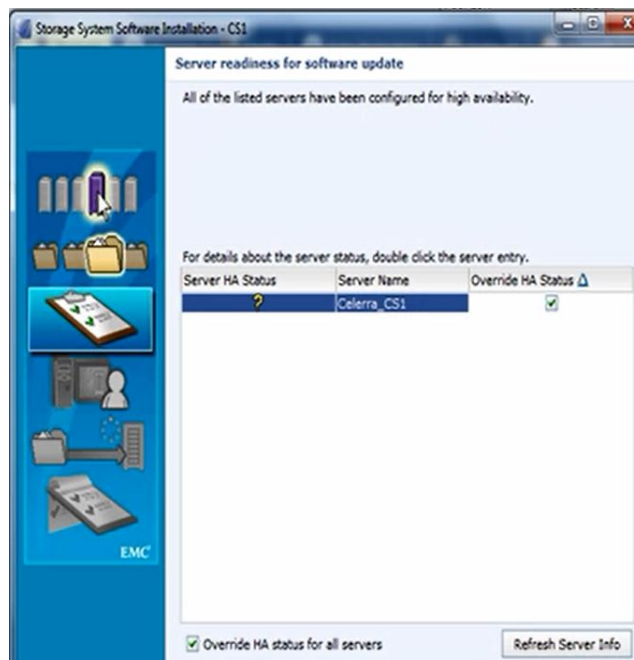 Storage System Software Installation - CS1
Server readiness for software update
All of the listed servers have been configured for high availability.
For details about the server status, double click the server entry.
Server HA Status Server Name Override HA Status
? Celerra_CS1
EMC²
Override HA status for all servers Refresh Server Info